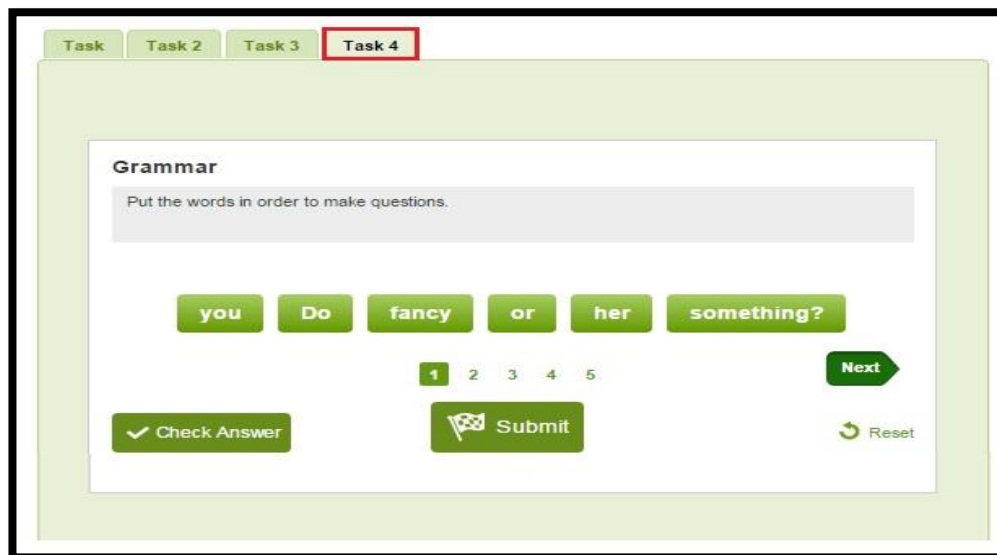 Task Task 2 Task 3 Task 4
Grammar
Put the words in order to make questions.
you Do fancy or her something?
1 2 3 4 5
Next
Check Answer
Submit
Reset